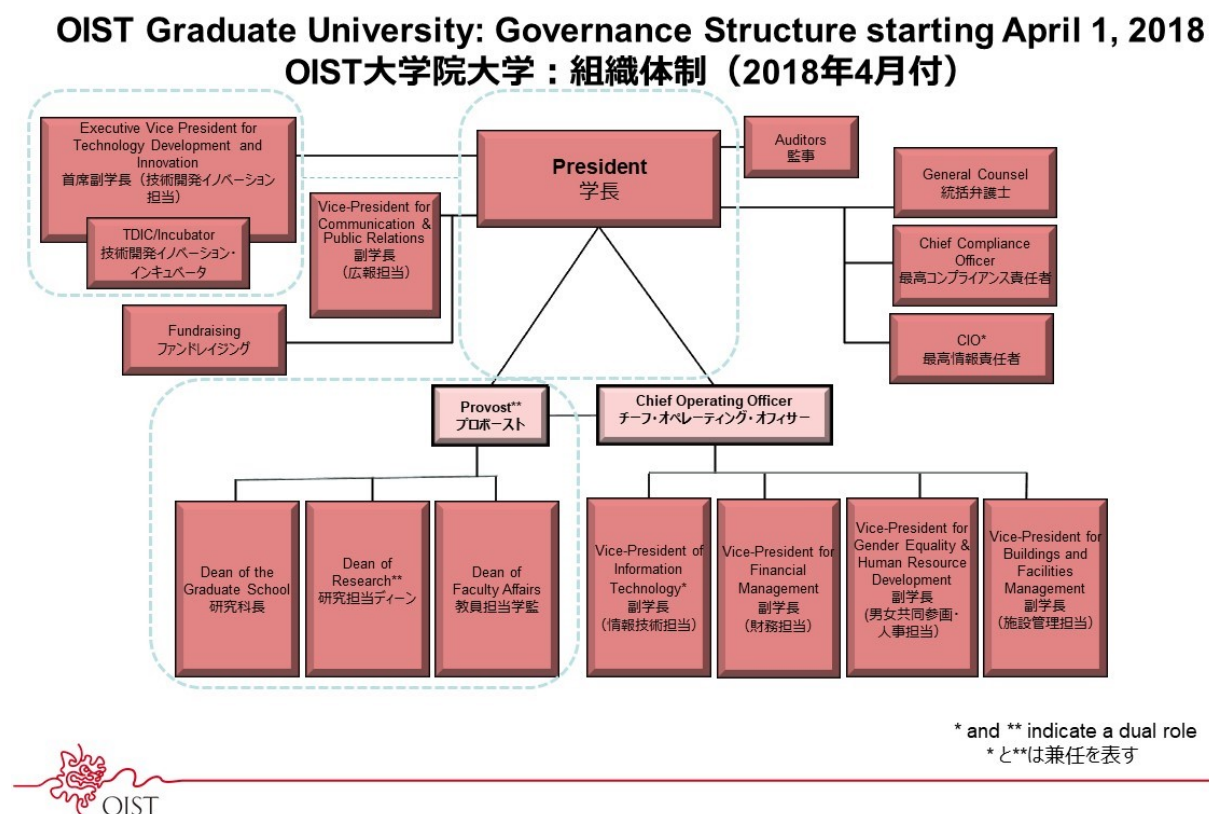 OIST Graduate University: Governance Structure starting April 1, 2018
OIST大学院大学：組織体制（2018年4月付）
Executive Vice President for
Technology Development and
Innovation
首席副学長（技術開発イノベーション
担当）
TDIC/Incubator
技術開発イノベーション・
インキュベータ
Vice-President for
Communication &
Public Relations
副学長
（広報担当）
Fundraising
ファンドレイジング
President
学長
Auditors
監事
General Counsel
統括弁護士
Chief Compliance
Officer
最高コンプライアンス責任者
CIO*
最高情報責任者
Provost**
プロボースト
Chief Operating Officer
チーフ・オペレーティング・オフィサー
Dean of the
Graduate School
研究科長
Dean of
Research**
研究担当ディーン
Dean of
Faculty Affairs
教員担当学監
Vice-President of
Information
Technology*
副学長
（情報技術担当）
Vice-President for
Financial
Management
副学長
（財務担当）
Vice-President for
Gender Equality &
Human Resource
Development
副学長
（男女共同参画・
人事担当）
Vice-President for
Buildings and
Facilities
Management
副学長
（施設管理担当）
* and ** indicate a dual role
*と**は兼任を表す
OIST